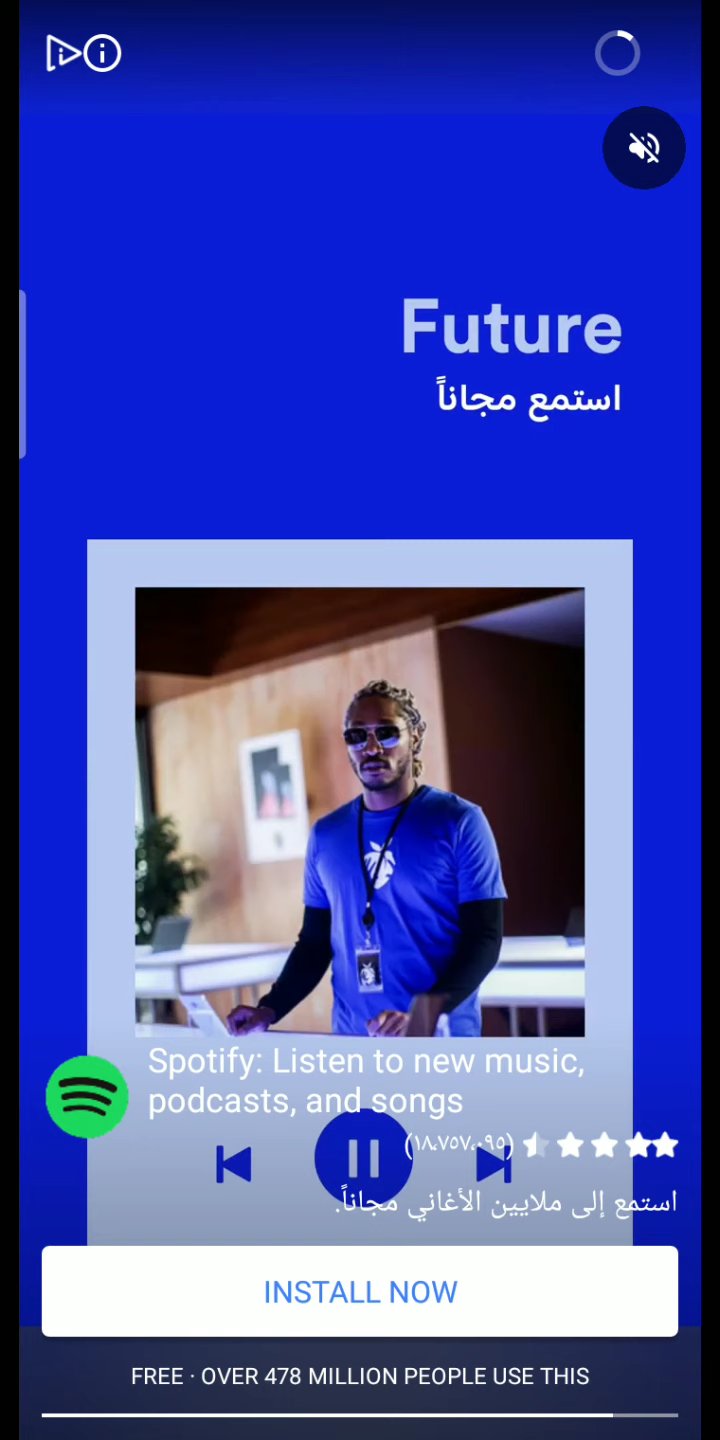 Future
استمع مجاناً
Spotify: Listen to new music,
podcasts, and songs
(١٨،٧٥٧،٠٩٥)
استمع إلى ملايين الأغاني مجاناً.
INSTALL NOW
FREE · OVER 478 MILLION PEOPLE USE THIS